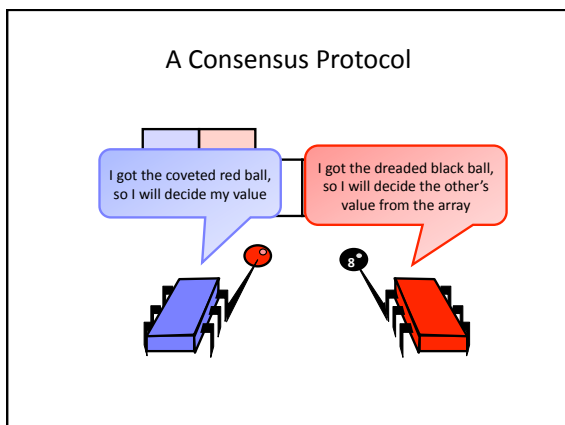 A Consensus Protocol
I got the coveted red ball,
so I will decide my value
I got the dreaded black ball,
so I will decide the other’s
value from the array
8